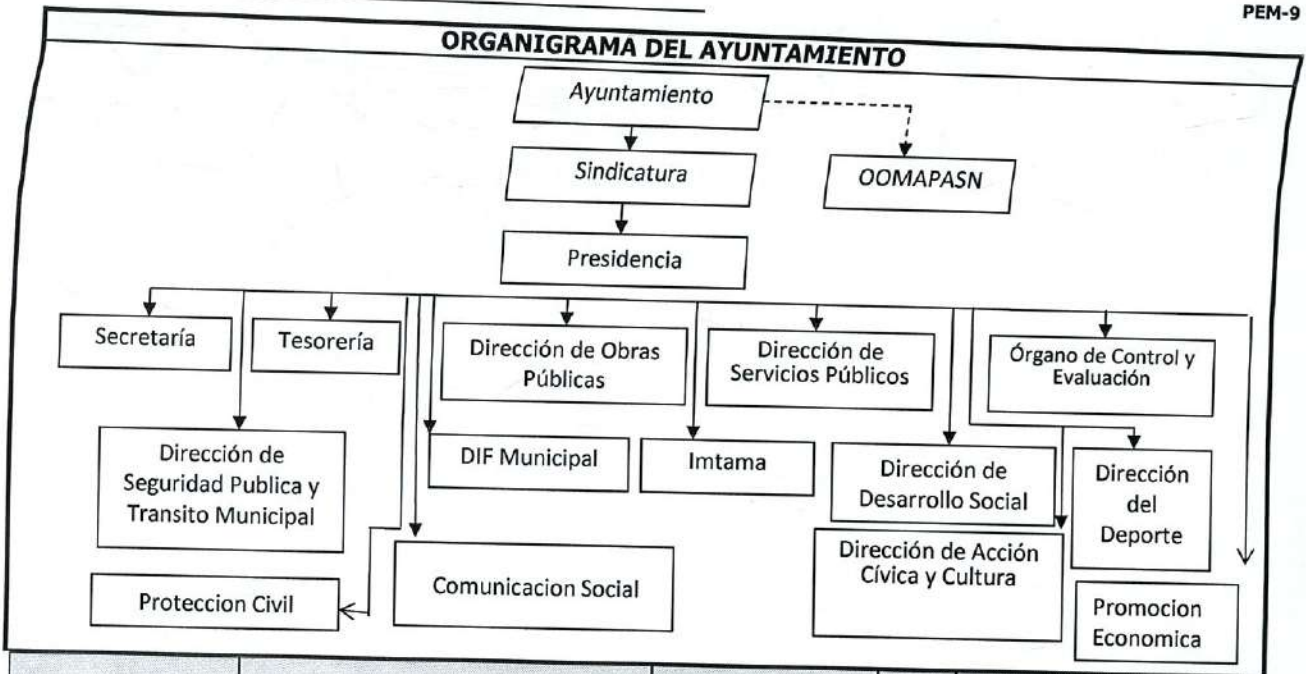 PEM-9
ORGANIGRAMA DEL AYUNTAMIENTO
Ayuntamiento
Sindicatura
OOMAPASN
Presidencia
Secretaría
Tesorería
Dirección de Obras
Públicas
Dirección de
Servicios Públicos
Órgano de Control y
Evaluación
Dirección de
Seguridad Publica y
Transito Municipal
DIF Municipal
Imtama
Dirección de
Desarrollo Social
Dirección
del
Deporte
Proteccion Civil
Comunicacion Social
Dirección de Acción
Cívica y Cultura
Promocion
Economica